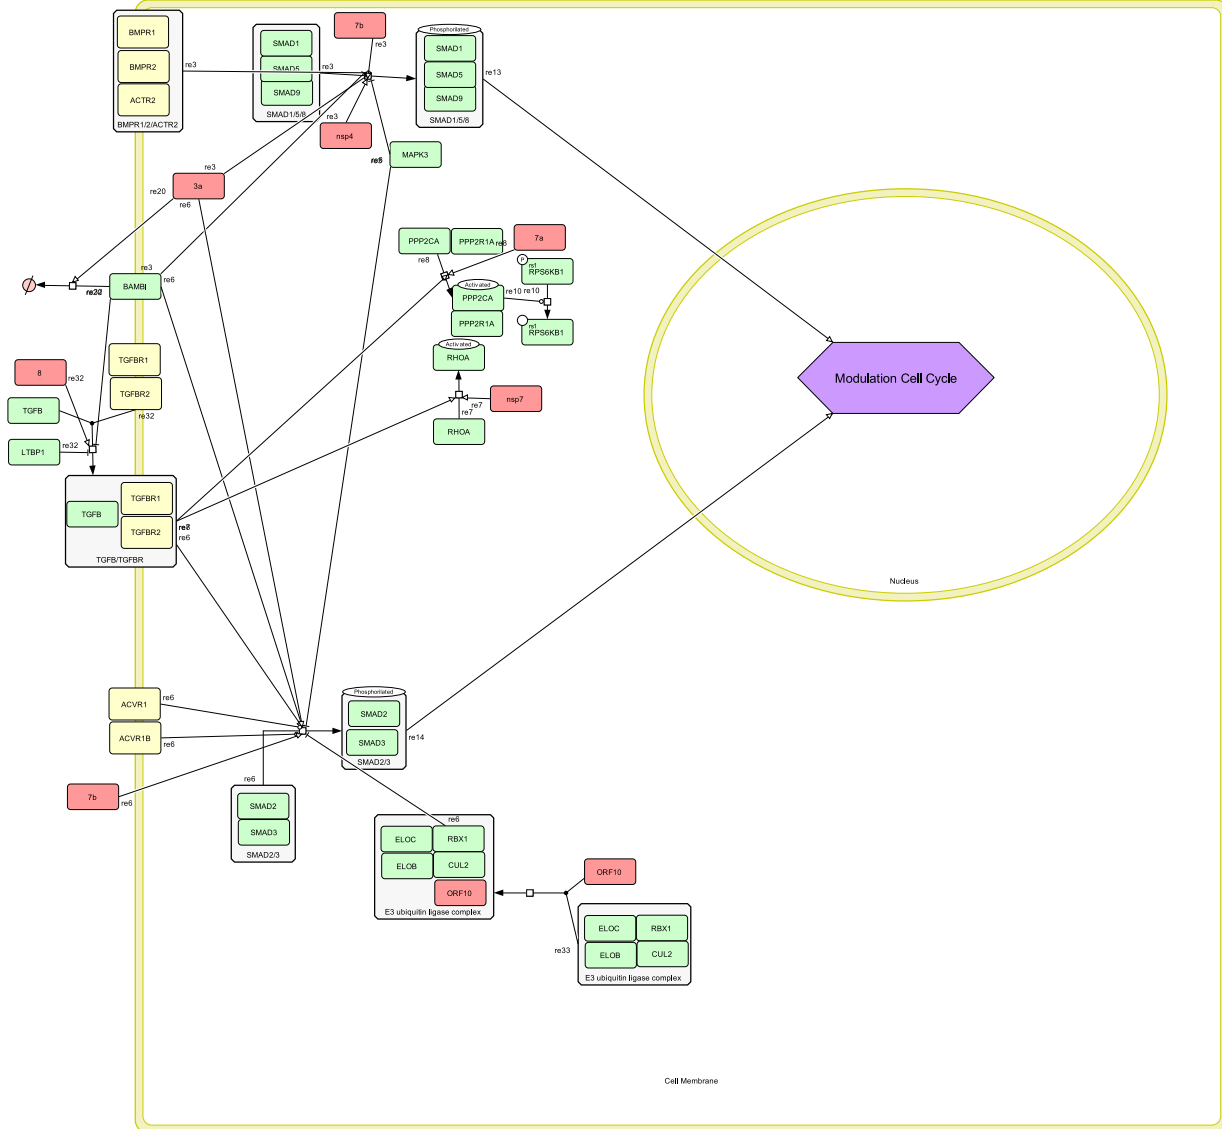 BMPR1
BMPR2
ACTR2
BMPR1/2/ACTR2
re3
SMAD1
SMAD5
SMAD9
SMAD1/5/8
re3
7b
re3
nsp4
re3
Phosphorilated
SMAD1
SMAD5
SMAD9
SMAD1/5/8
re13
MAPK3
3a
re3
re20
re6
BAMBI
re3
re6
PPP2CA
PPP2R1A
re8
7a
re8
P
rs1
RPS6KB1
Activated
PPP2CA
PPP2R1A
re10
re10
rs1
RPS6KB1
Activated
RHOA
nsp7
re7
re7
RHOA
TGFBR1
TGFBR2
re32
8
re32
TGFB
LTBP1
re32
TGFB
TGFBR1
TGFBR2
TGFB/TGFBR
re6
Modulation Cell Cycle
Nucleus
ACVR1
re6
ACVR1B
re6
7b
re6
re6
SMAD2
SMAD3
SMAD2/3
Phosphorilated
SMAD2
SMAD3
SMAD2/3
re14
re6
ELOC
RBX1
ELOB
CUL2
ORF10
E3 ubiquitin ligase complex
ORF10
re33
ELOC
RBX1
ELOB
CUL2
E3 ubiquitin ligase complex
Cell Membrane